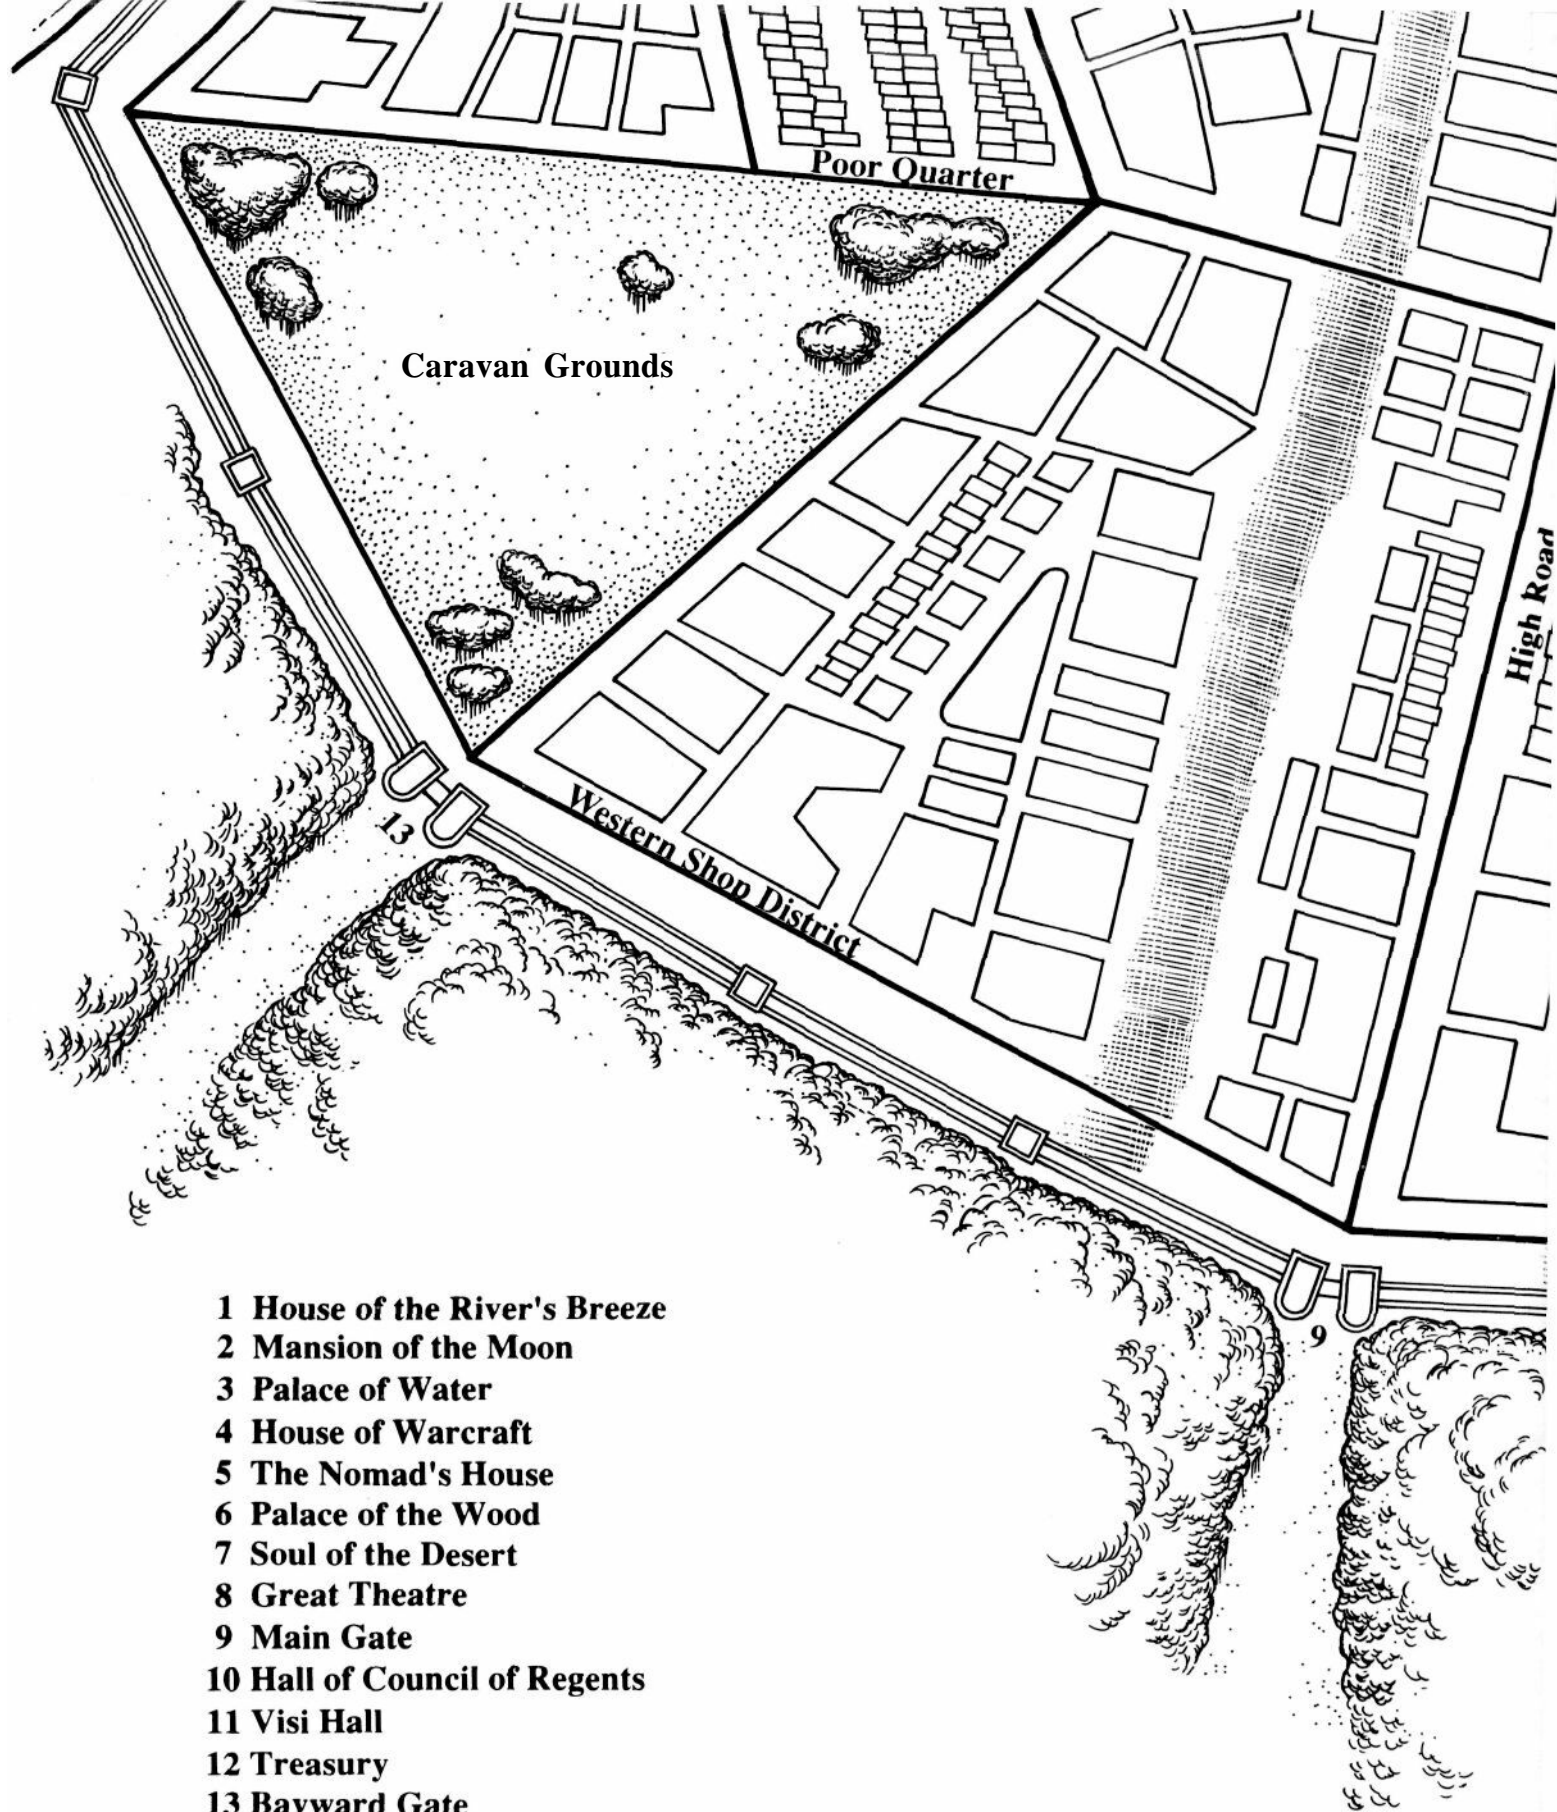 Poor Quarter
Caravan Grounds
High Road
Western Shop District
13
9
1 House of the River's Breeze
2 Mansion of the Moon
3 Palace of Water
4 House of Warcraft
5 The Nomad's House
6 Palace of the Wood
7 Soul of the Desert
8 Great Theatre
9 Main Gate
10 Hall of Council of Regents
11 Visi Hall
12 Treasury
13 Bayward Gate